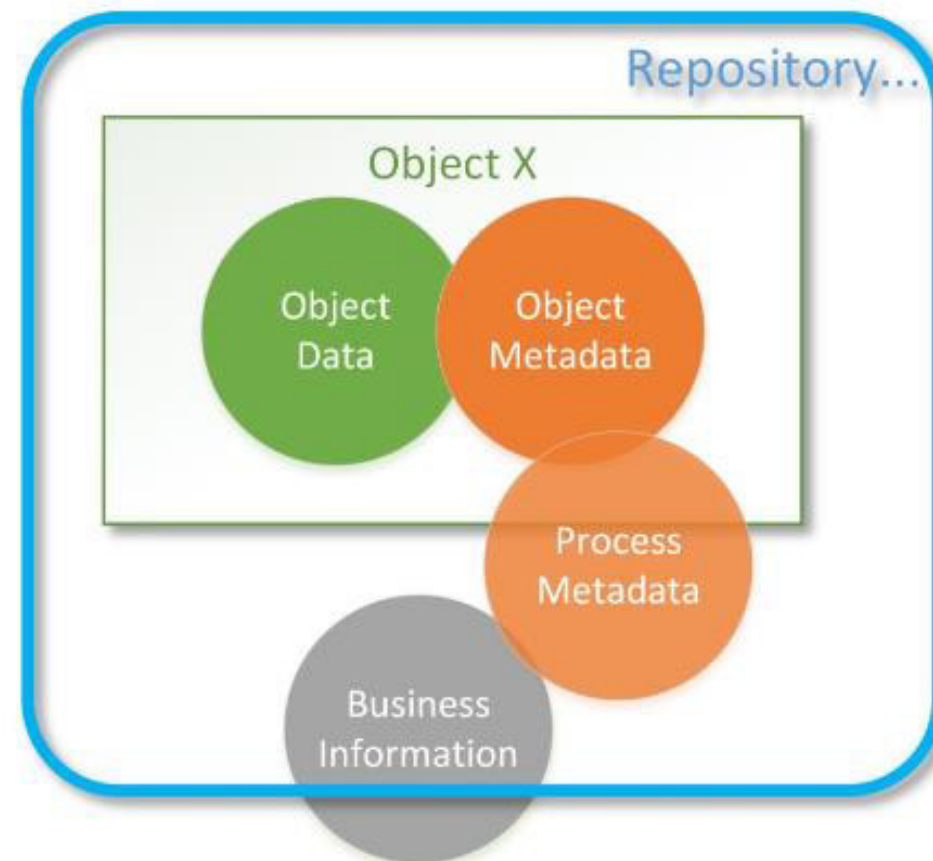 Repository...
Object X
Object
Data
Object
Metadata
Process
Metadata
Business
Information